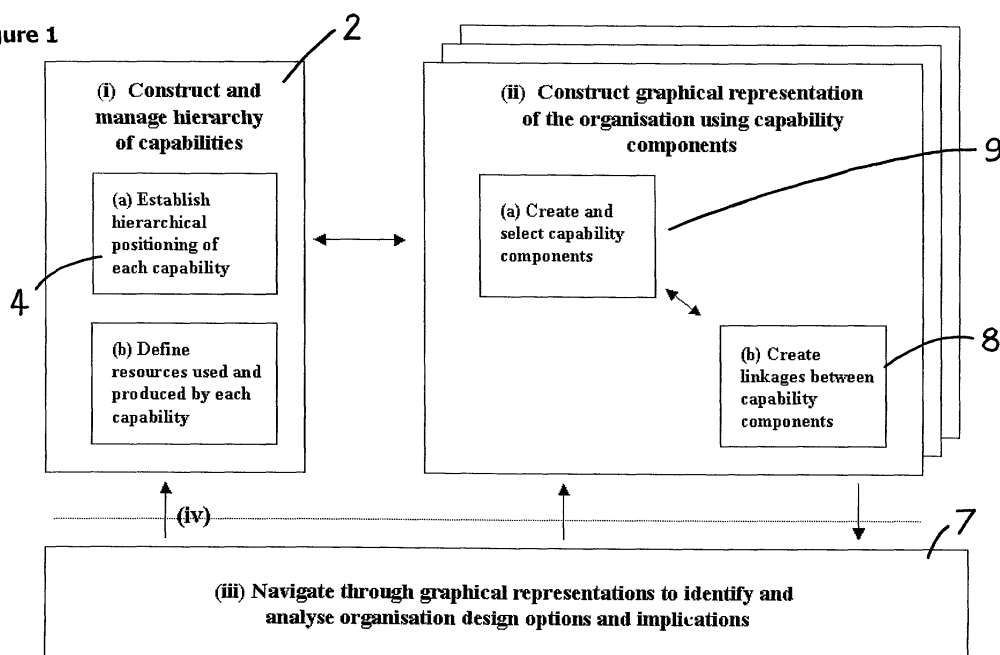 gure 1
2
(i) Construct and
manage hierarchy
of capabilities
(a) Establish
hierarchical
positioning of
each capability
4
(b) Define
resources used and
produced by each
capability
(ii) Construct graphical representation
of the organisation using capability
components
9
(a) Create and
select capability
components
8
(b) Create
linkages between
capability
components
(iv)
7
(iii) Navigate through graphical representations to identify and
analyse organisation design options and implications